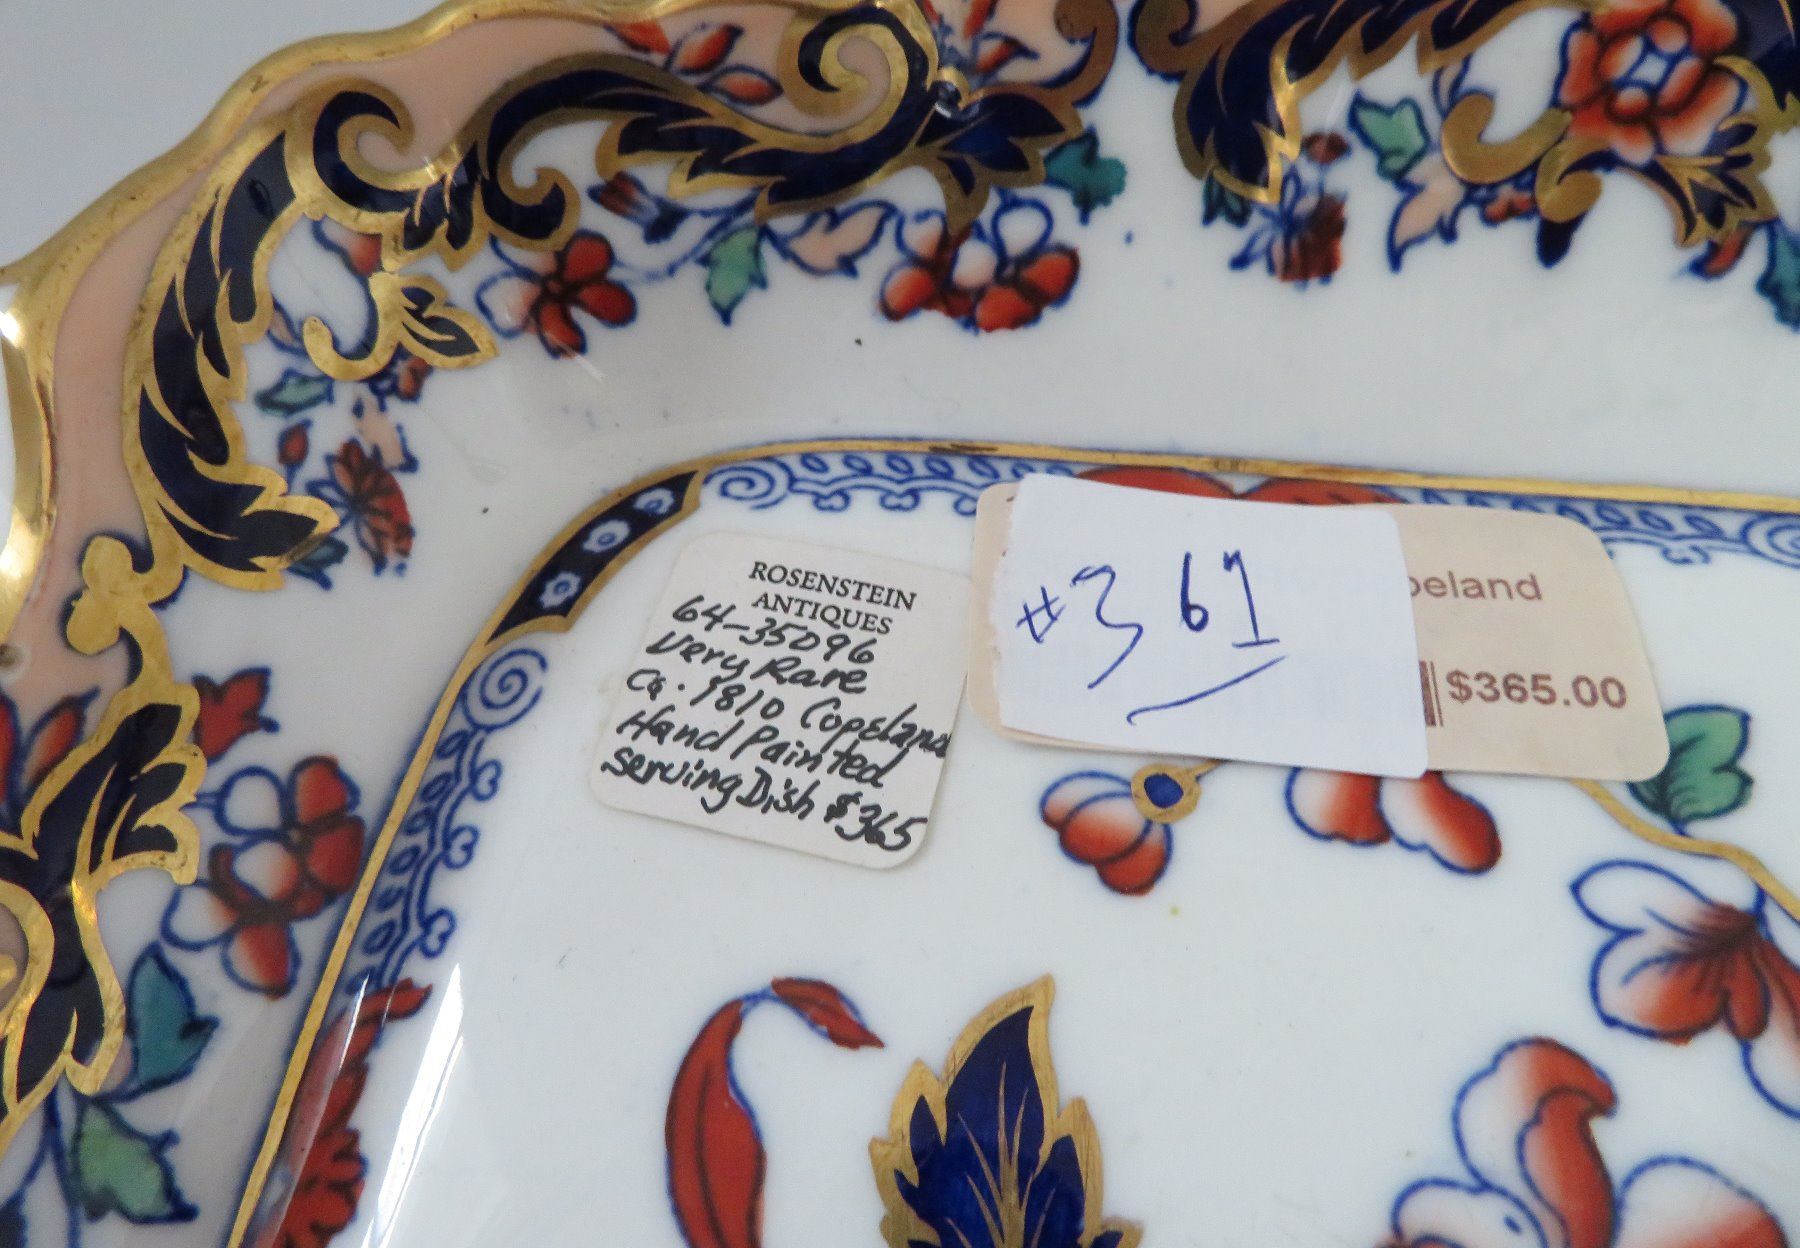 ROSENSTEIN
ANTIQUES
64-35096
Very Rare
Ca. 1810 Copeland
Hand Painted
serving Dish $365
#361
peland
$365.00